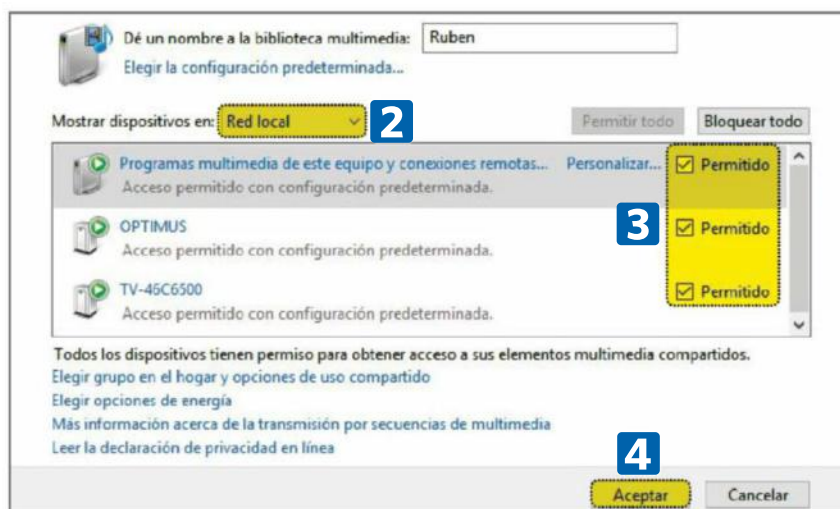 Dé un nombre a la biblioteca multimedia: Ruben
Elegir la configuración predeterminada...
Mostrar dispositivos en: Red local 2 Permitir todo Bloquear todo
Programas multimedia de este equipo y conexiones remotas... Personalizar... Permitido
Acceso permitido con configuración predeterminada.
OPTIMUS 3 Permitido
Acceso permitido con configuración predeterminada.
TV-46C6500 Permitido
Acceso permitido con configuración predeterminada.
Todos los dispositivos tienen permiso para obtener acceso a sus elementos multimedia compartidos.
Elegir grupo en el hogar y opciones de uso compartido
Elegir opciones de energía
Más información acerca de la transmisión por secuencias de multimedia
Leer la declaración de privacidad en línea
4
Aceptar Cancelar